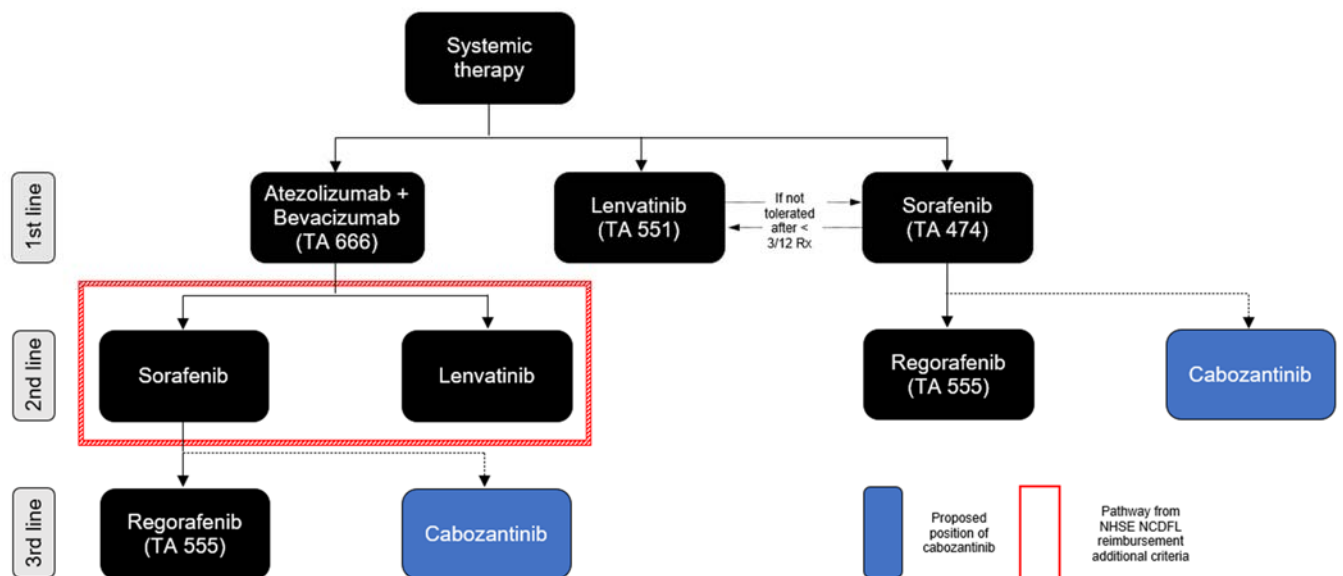 Systemic
therapy
1st line
Atezolizumab +
Bevacizumab
(TA 666)
Lenvatinib
(TA 551)
If not
tolerated
after <
3/12 Rx
Sorafenib
(TA 474)
2nd line
Sorafenib
Lenvatinib
Regorafenib
(TA 555)
Cabozantinib
3rd line
Regorafenib
(TA 555)
Cabozantinib
Proposed
position of
cabozantinib
Pathway from
NHSE NCDFL
reimbursement
additional criteria